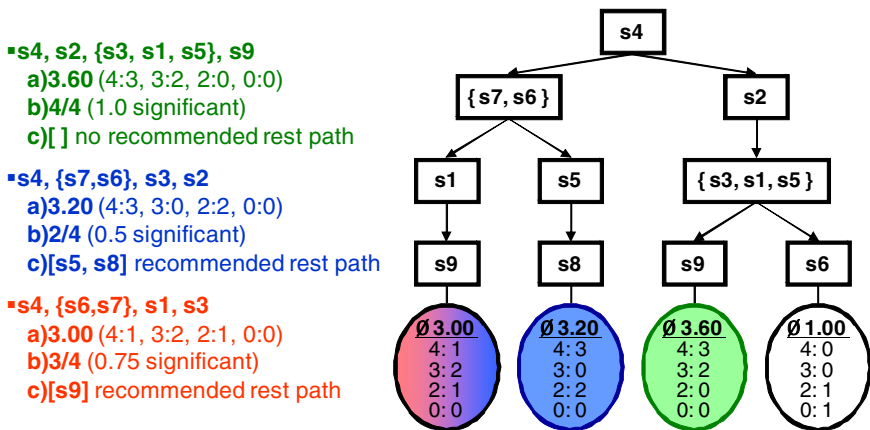 ▪s4, s2, {s3, s1, s5}, s9
a)3.60 (4:3, 3:2, 2:0, 0:0)
b)4/4 (1.0 significant)
c)[ ] no recommended rest path
▪s4, {s7,s6}, s3, s2
a)3.20 (4:3, 3:0, 2:2, 0:0)
b)2/4 (0.5 significant)
c)[s5, s8] recommended rest path
▪s4, {s6,s7}, s1, s3
a)3.00 (4:1, 3:2, 2:1, 0:0)
b)3/4 (0.75 significant)
c)[s9] recommended rest path
s4
{s7, s6}
s2
s1
s5
{s3, s1, s5}
s9
s8
s9
s6
Ø 3.00
4: 1
3: 2
2: 1
0: 0
Ø 3.20
4: 3
3: 0
2: 2
0: 0
Ø 3.60
4: 3
3: 2
2: 0
0: 0
Ø 1.00
4: 0
3: 0
2: 1
0: 1